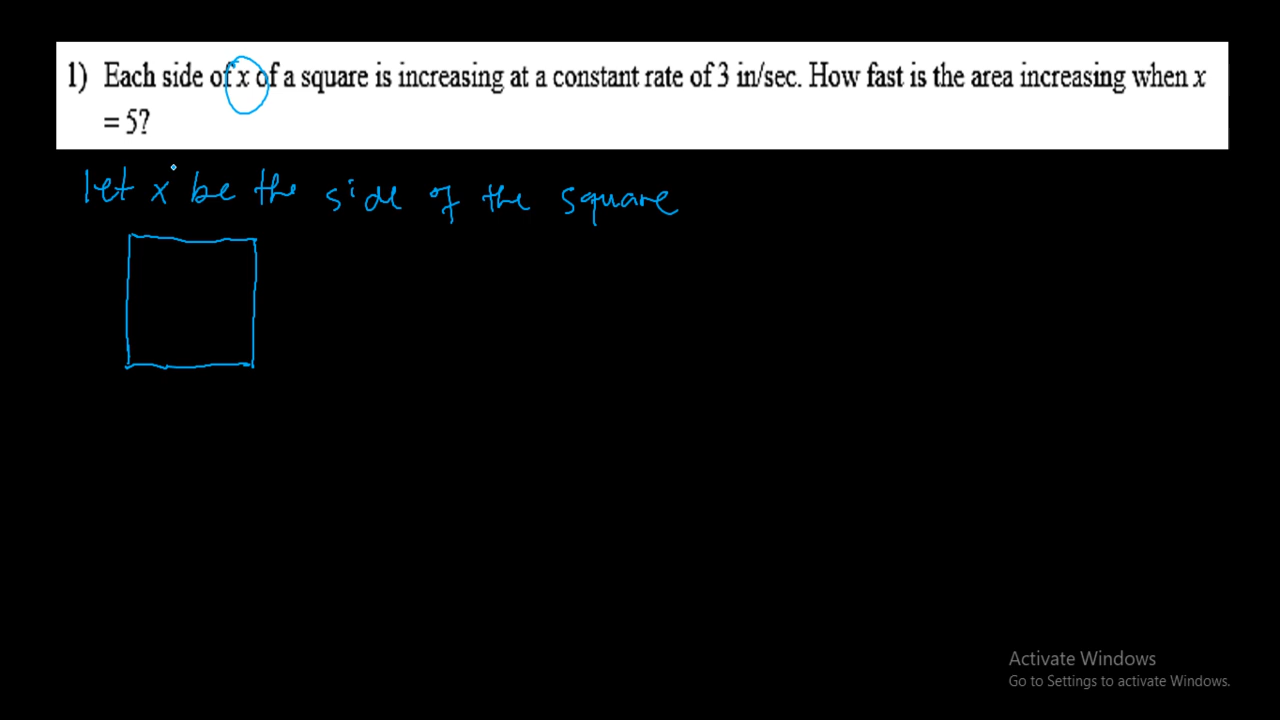 1) Each side of x of a square is increasing at a constant rate of 3 in/sec. How fast is the area increasing when x
= 5?
let x be the side of the square
Activate Windows
Go to Settings to activate Windows.